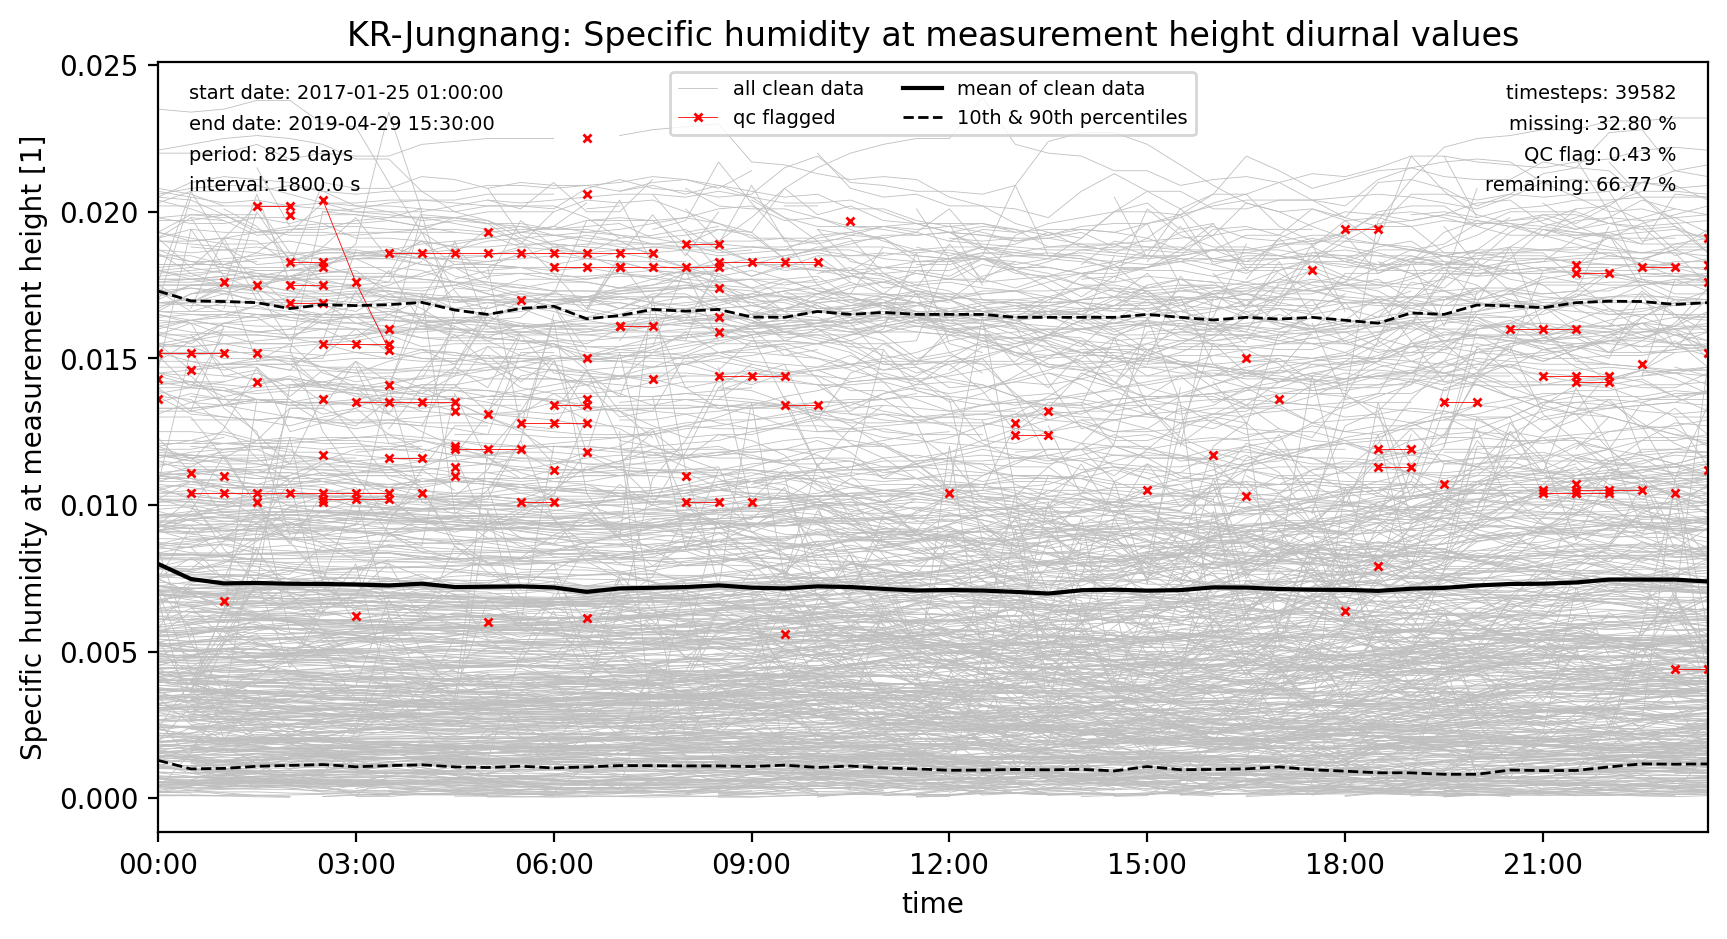 KR-Jungnang: Specific humidity at measurement height diurnal values
start date: 2017-01-25 01:00:00
end date: 2019-04-29 15:30:00
period: 825 days
interval: 1800.0 s
all clean data
qc flagged
mean of clean data
10th & 90th percentiles
timesteps: 39582
missing: 32.80 %
QC flag: 0.43 %
remaining: 66.77 %
Specific humidity at measurement height [1]
0.025
0.020
0.015
0.010
0.005
0.000
00:00 03:00 06:00 09:00 12:00 15:00 18:00 21:00
time